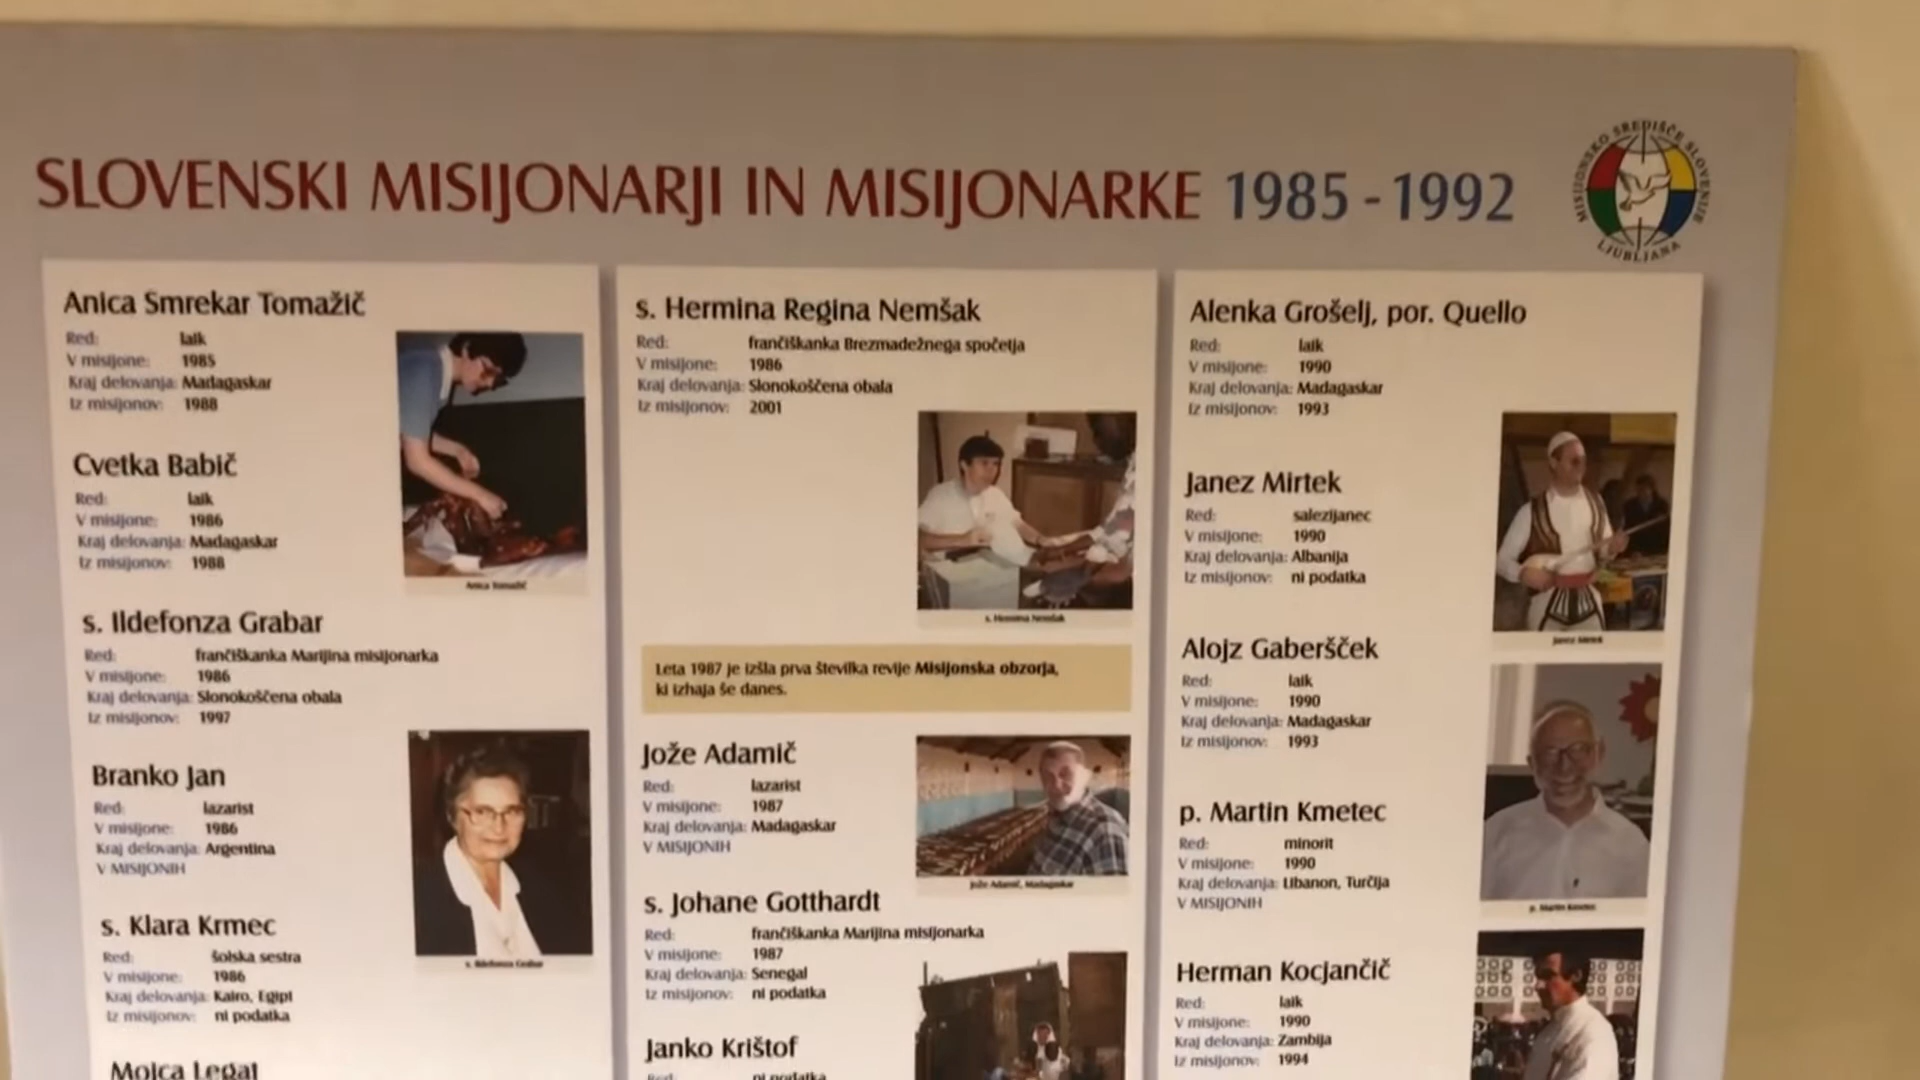 SLOVENSKI MISIJONARJI IN MISIJONARKE 1985 - 1992
MISIJONSKO SREDIŠČE SLOVENIJE
LJUBLJANA
Anica Smrekar Tomažič
Red: laik
V misijone: 1985
Kraj delovanja: Madagaskar
Iz misijonov: 1988
Anica Tomažič
Cvetka Babič
Red: laik
V misijone: 1986
Kraj delovanja: Madagaskar
Iz misijonov: 1988
s. Ildefonza Grabar
Red: frančiškanka Marijina misijonarka
V misijone: 1986
Kraj delovanja: Slonokoščena obala
Iz misijonov: 1997
s. Ildefonza Grabar
Branko Jan
Red: lazarist
V misijone: 1986
Kraj delovanja: Argentina
V MISIJONIH
s. Klara Krmec
Red: šolska sestra
V misijone: 1986
Kraj delovanja: Kairo, Egipt
Iz misijonov: ni podatka
Mojca Legat
s. Hermina Regina Nemšak
Red: frančiškanka Brezmadežnega spočetja
V misijone: 1986
Kraj delovanja: Slonokoščena obala
Iz misijonov: 2001
s. Hermina Nemšak
Leta 1987 je izšla prva številka revije Misijonska obzorja,
ki izhaja še danes.
Jože Adamič
Red: lazarist
V misijone: 1987
Kraj delovanja: Madagaskar
V MISIJONIH
Jože Adamič, Madagaskar
s. Johane Gotthardt
Red: frančiškanka Marijina misijonarka
V misijone: 1987
Kraj delovanja: Senegal
Iz misijonov: ni podatka
Janko Krištof
Red: ni podatka
Alenka Grošelj, por. Quello
Red: laik
V misijone: 1990
Kraj delovanja: Madagaskar
Iz misijonov: 1993
Janez Mirtek
Red: salezijanec
V misijone: 1990
Kraj delovanja: Albanija
Iz misijonov: ni podatka
Janez Mirtek
Alojz Gaberšček
Red: laik
V misijone: 1990
Kraj delovanja: Madagaskar
Iz misijonov: 1993
p. Martin Kmetec
Red: minorit
V misijone: 1990
Kraj delovanja: Libanon, Turčija
V MISIJONIH
p. Martin Kmetec
Herman Kocjančič
Red: laik
V misijone: 1990
Kraj delovanja: Zambija
Iz misijonov: 1994